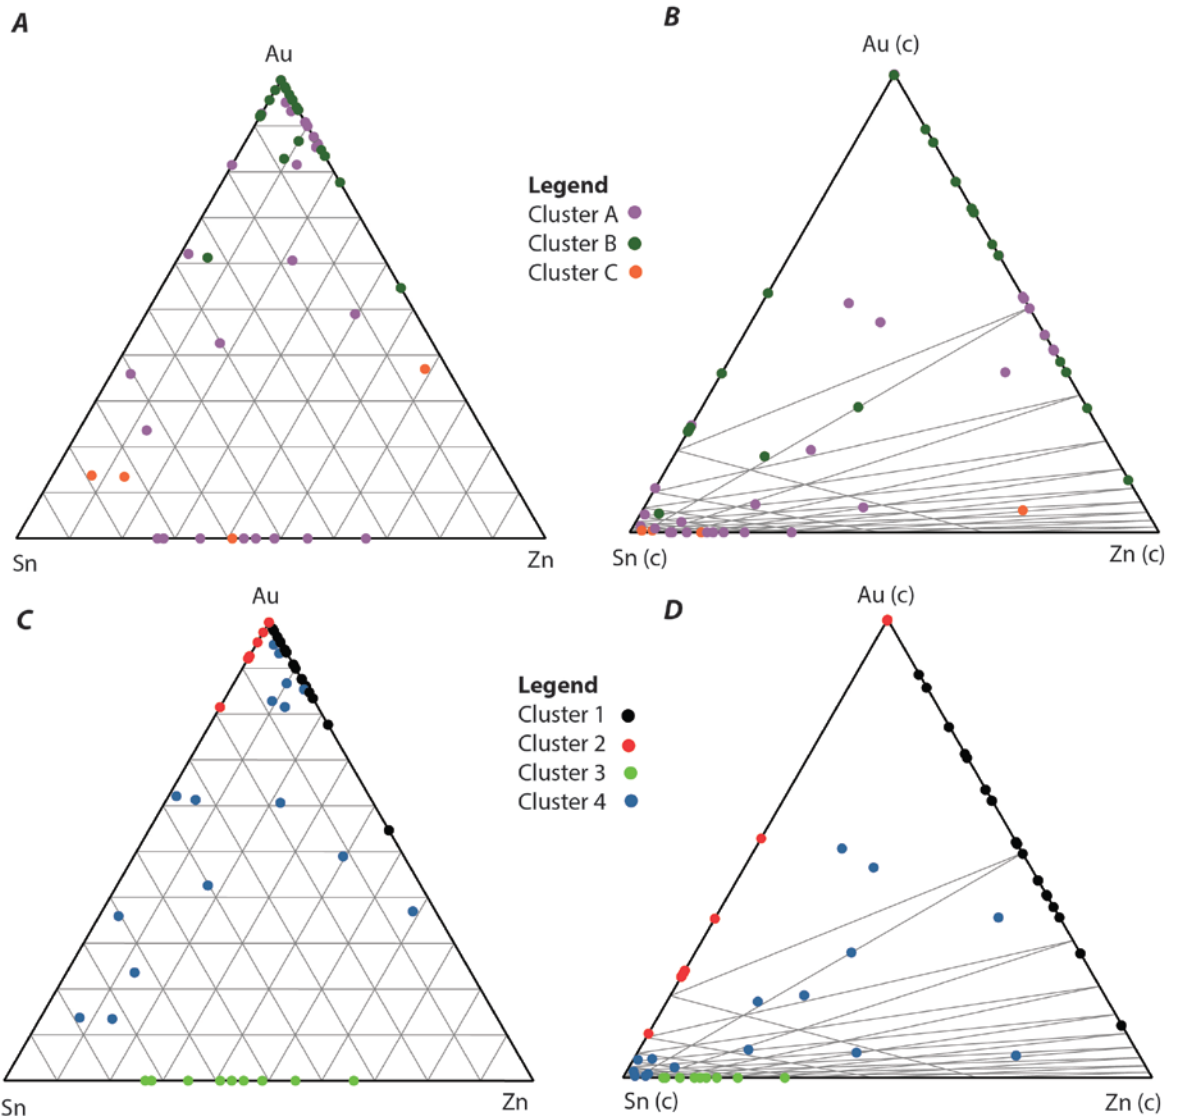 A
B
Au
Au (c)
Legend
Cluster A
Cluster B
Cluster C
Sn
Zn
Sn (c)
Zn (c)
C
D
Au
Au (c)
Legend
Cluster 1
Cluster 2
Cluster 3
Cluster 4
Sn
Zn
Sn (c)
Zn (c)